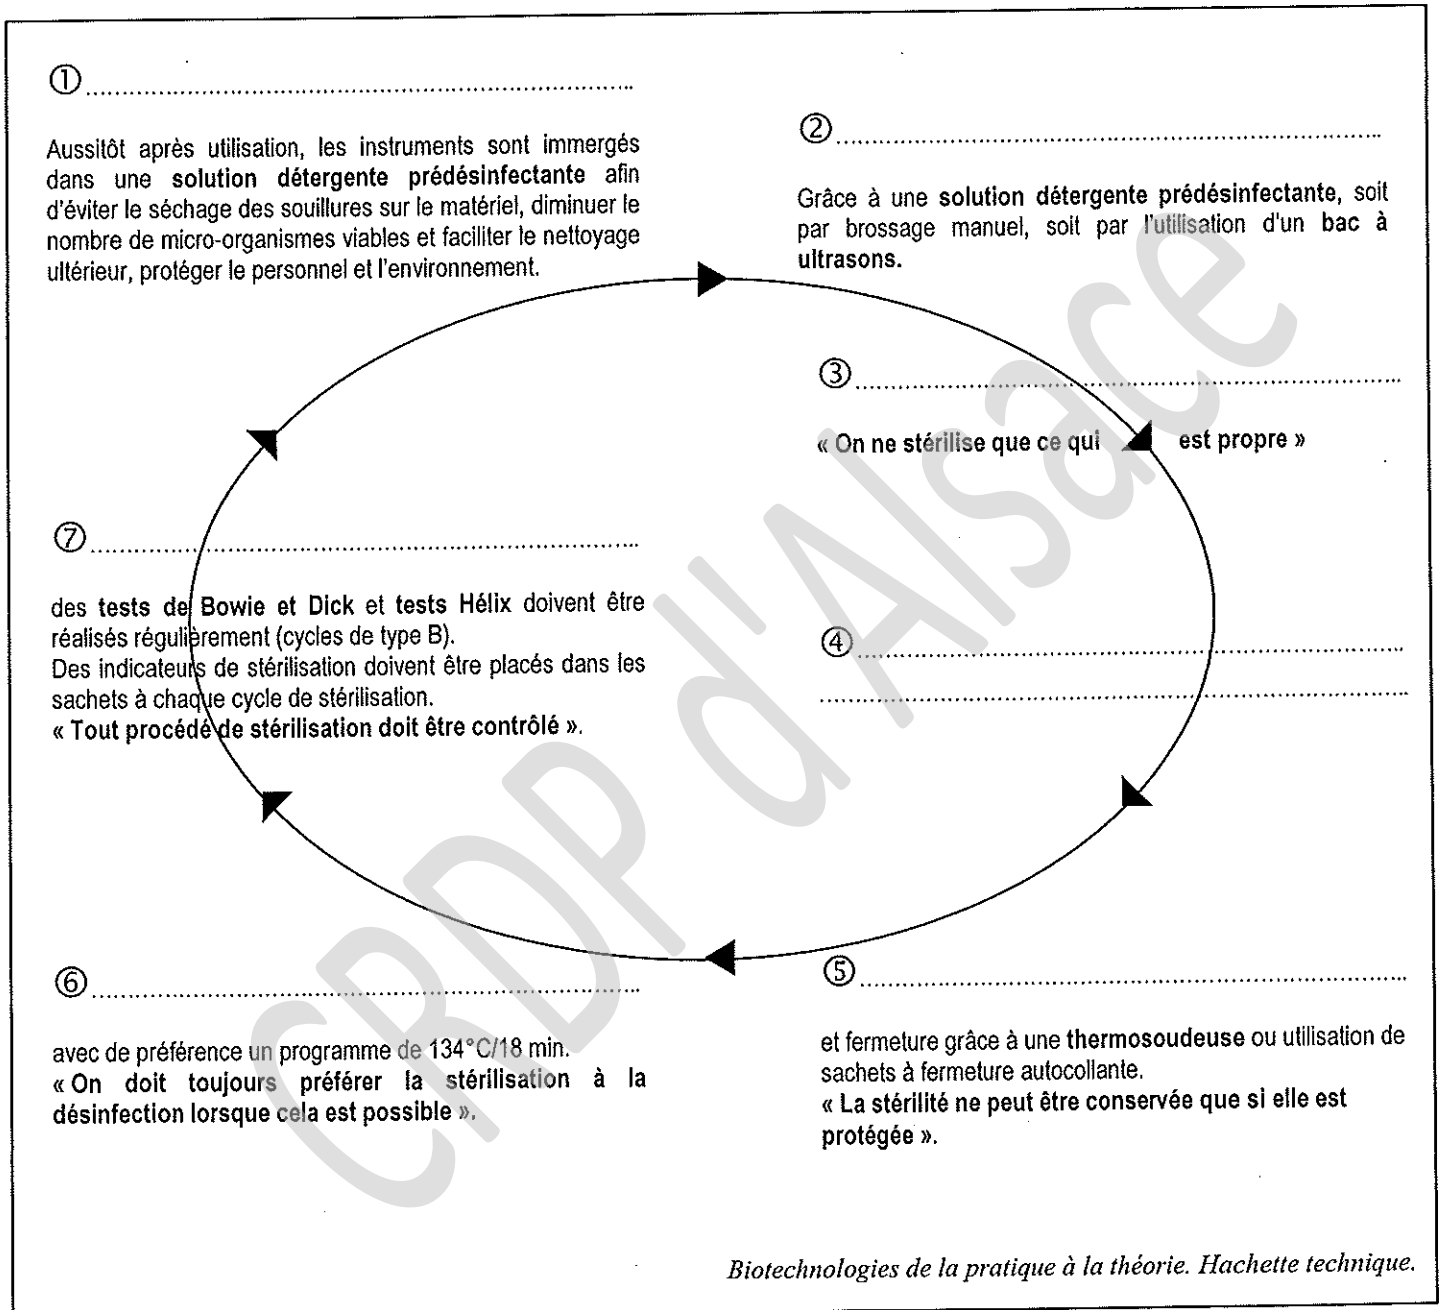 ①
Aussitôt après utilisation, les instruments sont immergés
dans une solution détergente prédésinfectante afin
d'éviter le séchage des souillures sur le matériel, diminuer le
nombre de micro-organismes viables et faciliter le nettoyage
ultérieur, protéger le personnel et l'environnement.
②
Grâce à une solution détergente prédésinfectante, soit
par brossage manuel, soit par l'utilisation d'un bac à
ultrasons.
③
« On ne stérilise que ce qui est propre »
④
⑤
et fermeture grâce à une thermosoudeuse ou utilisation de
sachets à fermeture autocollante.
« La stérilité ne peut être conservée que si elle est
protégée ».
⑥
avec de préférence un programme de 134°C/18 min.
« On doit toujours préférer la stérilisation à la
désinfection lorsque cela est possible ».
⑦
des tests de Bowie et Dick et tests Hélix doivent être
réalisés régulièrement (cycles de type B).
Des indicateurs de stérilisation doivent être placés dans les
sachets à chaque cycle de stérilisation.
« Tout procédé de stérilisation doit être contrôlé ».
Biotechnologies de la pratique à la théorie. Hachette technique.
CRDP d'Alsace